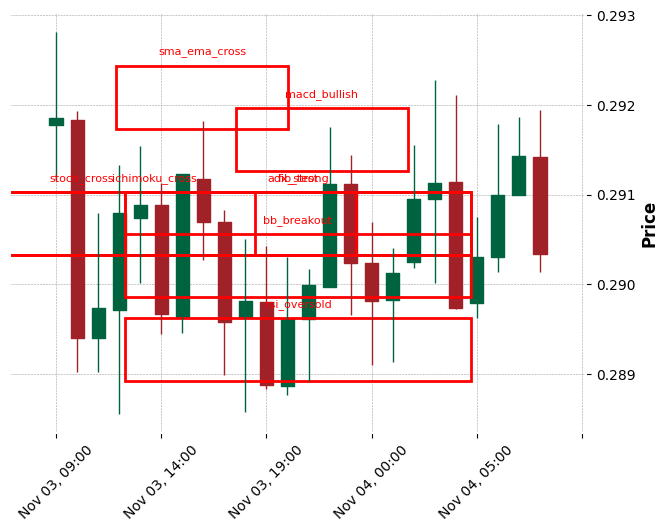 0.293
sma_ema_cross
0.292
macd_bullish
stoch_cross ichimoku_cross
0.291
bb_breakout
0.290
rsi_oversold
0.289
Price
Nov 03, 09:00
Nov 03, 14:00
Nov 03, 19:00
Nov 04, 00:00
Nov 04, 05:00